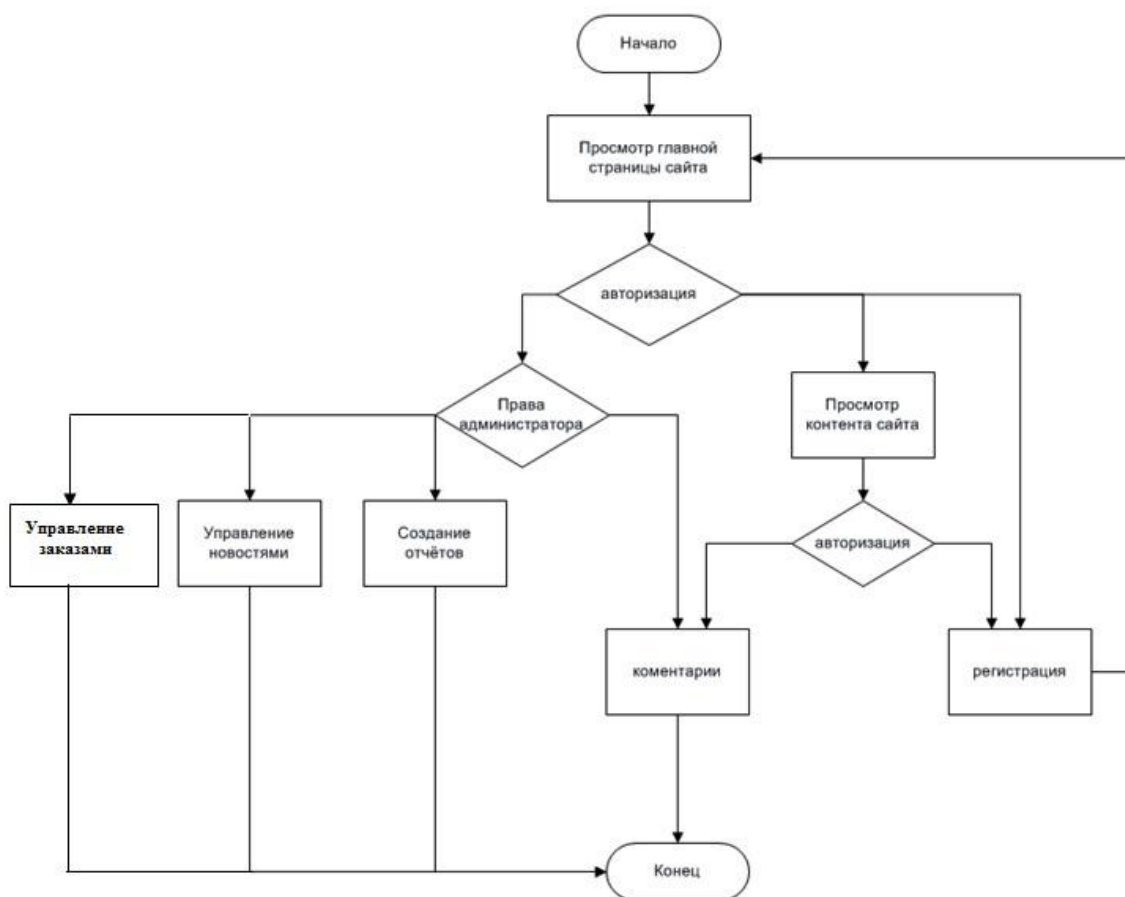 Начало
Просмотр главной
страницы сайта
авторизация
Права
администратора
Просмотр
контента сайта
Управление
заказами
Управление
новостями
Создание
отчётов
авторизация
коментарии
регистрация
Конец